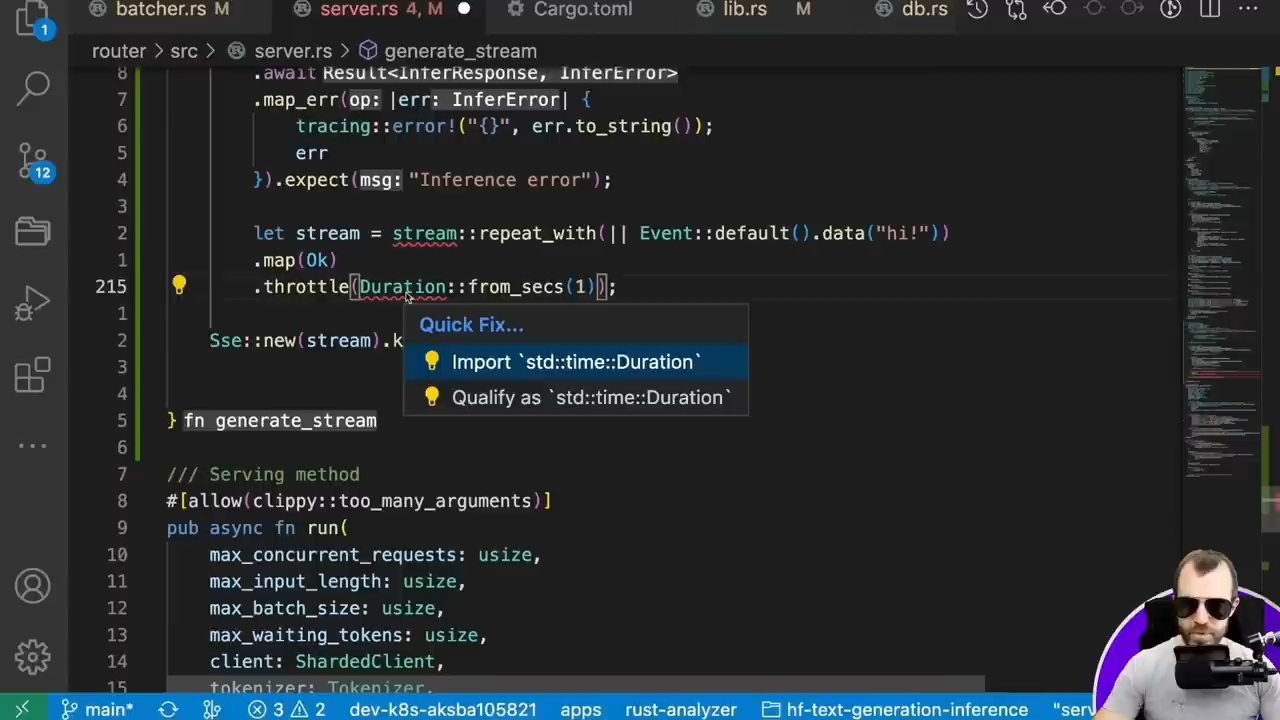 batcher.rs M
server.rs 4, M
Cargo.toml
lib.rs M
db.rs
1
router > src > server.rs > generate_stream
8 .await Result<InferResponse, InferError>
7 .map_err(op: |err: InferError| {
6 tracing::error!("{}", err.to_string());
5 err
4 }).expect(msg: "Inference error");
3
2 let stream = stream::repeat_with(|| Event::default().data("hi!"))
1 .map(Ok)
215 .throttle(Duration::from_secs(1));
1
2 Sse::new(stream).k
3
4
5 } fn generate_stream
6
7 /// Serving method
8 #[allow(clippy::too_many_arguments)]
9 pub async fn run(
10 max_concurrent_requests: usize,
11 max_input_length: usize,
12 max_batch_size: usize,
13 max_waiting_tokens: usize,
14 client: ShardedClient,
15 tokenizer: Tokenizer,
Quick Fix...
Import `std::time::Duration`
Qualify as `std::time::Duration`
12
main* 3 2 dev-k8s-aksba105821 apps rust-analyzer hf-text-generation-inference "serv